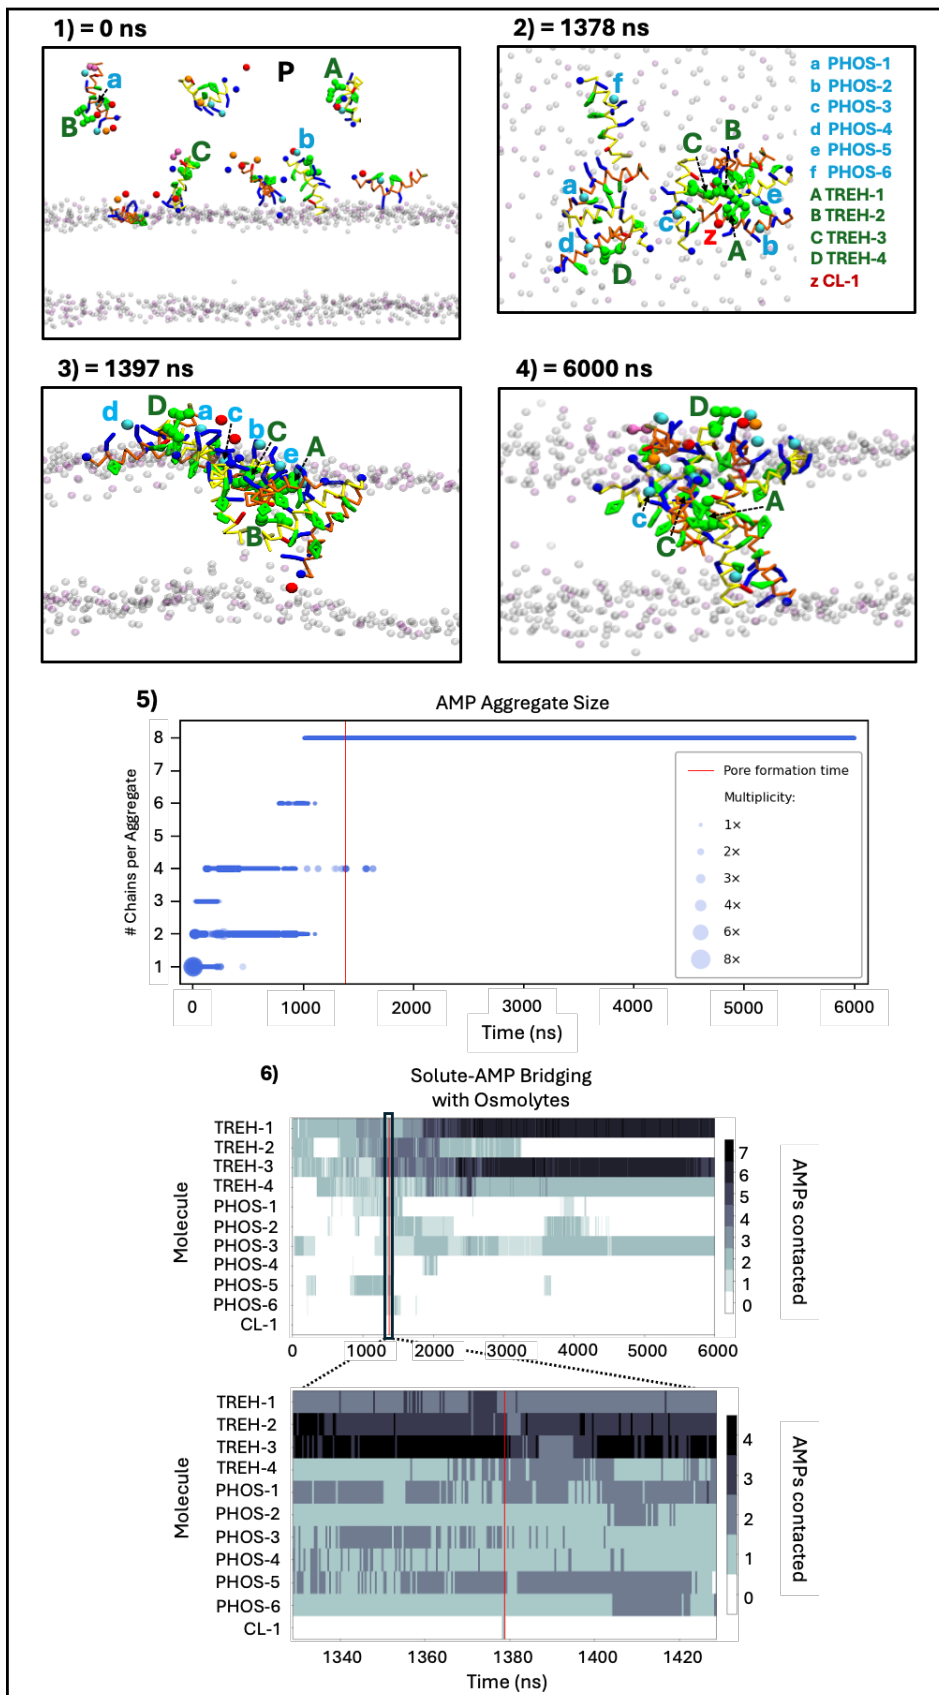 1) = 0 ns
P
A
a
B
C
b
2) = 1378 ns
f
C
B
a
e
c
d
z
b
D
A
a PHOS-1
b PHOS-2
c PHOS-3
d PHOS-4
e PHOS-5
f PHOS-6
A TREH-1
B TREH-2
C TREH-3
D TREH-4
z CL-1
3) = 1397 ns
d
D
a
c
b
C
A
e
B
4) = 6000 ns
D
c
A
C
5)
AMP Aggregate Size
# Chains per Aggregate
8
7
6
5
4
3
2
1
Pore formation time
Multiplicity:
1×
2×
3×
4×
6×
8×
0 1000 2000 3000 4000 5000 6000
Time (ns)
6)
Solute-AMP Bridging
with Osmolytes
Molecule
TREH-1
TREH-2
TREH-3
TREH-4
PHOS-1
PHOS-2
PHOS-3
PHOS-4
PHOS-5
PHOS-6
CL-1
7
6
5
4
3
2
1
0
AMPs contacted
0 1000 2000 3000 4000 5000 6000
Molecule
TREH-1
TREH-2
TREH-3
TREH-4
PHOS-1
PHOS-2
PHOS-3
PHOS-4
PHOS-5
PHOS-6
CL-1
4
3
2
1
0
AMPs contacted
1340 1360 1380 1400 1420
Time (ns)